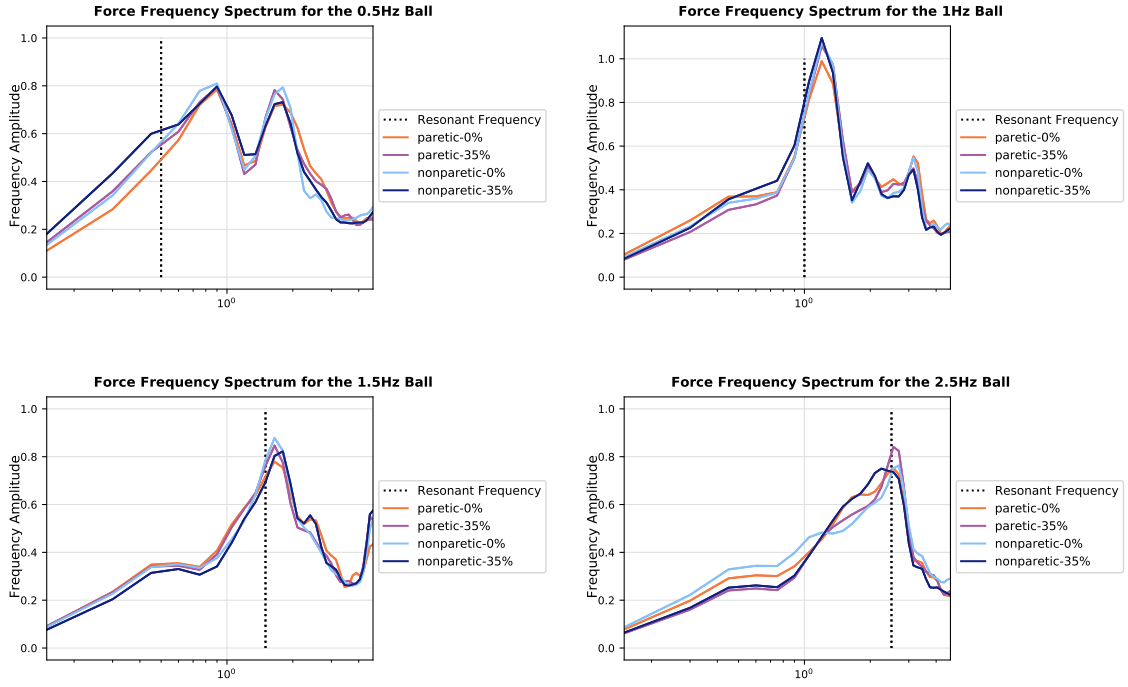 Force Frequency Spectrum for the 0.5Hz Ball
Frequency Amplitude
1.0
0.8
0.6
0.4
0.2
0.0
10⁰
Resonant Frequency
paretic-0%
paretic-35%
nonparetic-0%
nonparetic-35%
Force Frequency Spectrum for the 1Hz Ball
Frequency Amplitude
1.0
0.8
0.6
0.4
0.2
0.0
10⁰
Resonant Frequency
paretic-0%
paretic-35%
nonparetic-0%
nonparetic-35%
Force Frequency Spectrum for the 1.5Hz Ball
Frequency Amplitude
1.0
0.8
0.6
0.4
0.2
0.0
10⁰
Resonant Frequency
paretic-0%
paretic-35%
nonparetic-0%
nonparetic-35%
Force Frequency Spectrum for the 2.5Hz Ball
Frequency Amplitude
1.0
0.8
0.6
0.4
0.2
0.0
10⁰
Resonant Frequency
paretic-0%
paretic-35%
nonparetic-0%
nonparetic-35%